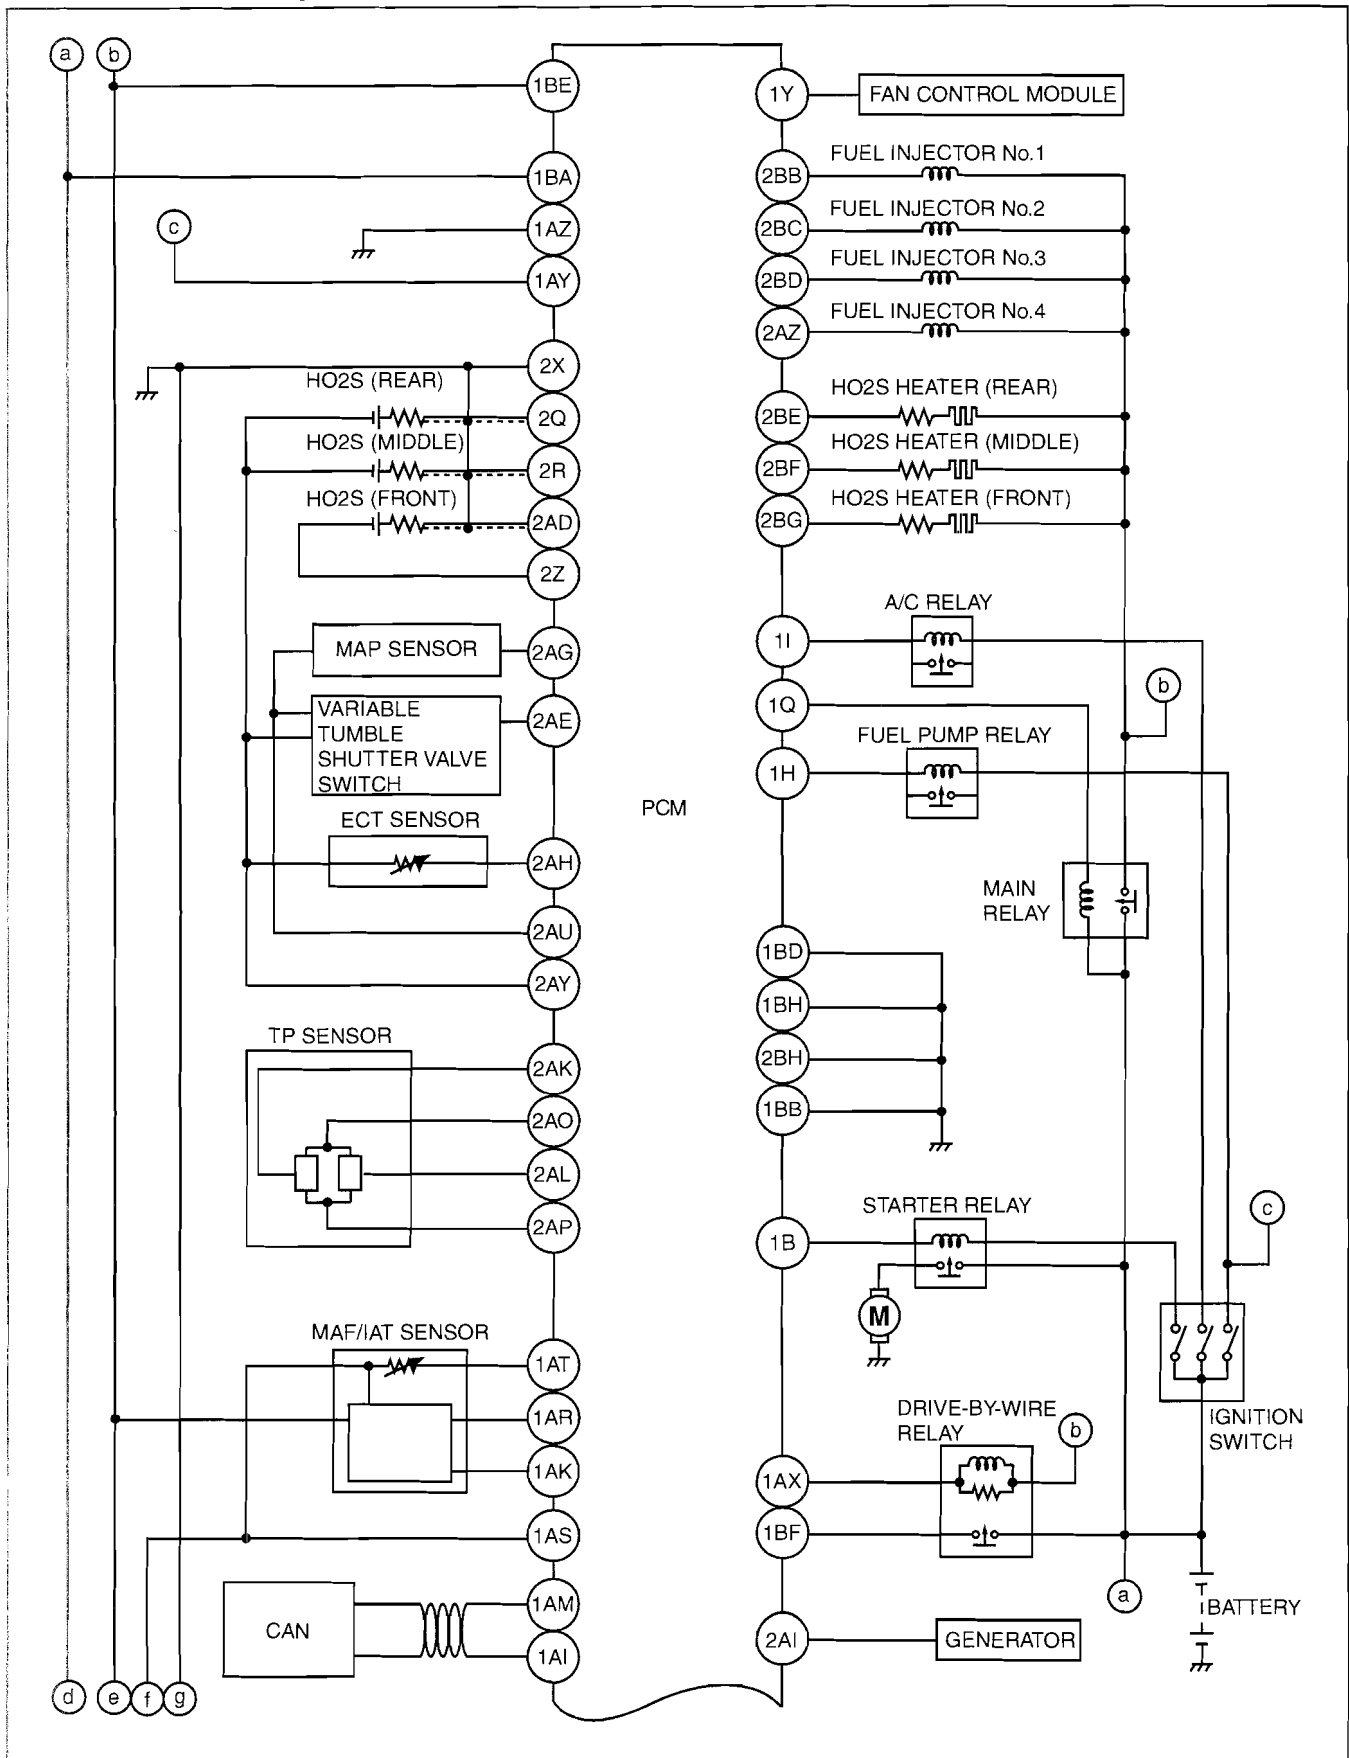 a
b
1BE
1BA
c
1AZ
1AY
2X
HO2S (REAR)
2Q
HO2S (MIDDLE)
2R
HO2S (FRONT)
2AD
2Z
MAP SENSOR
2AG
VARIABLE
TUMBLE
SHUTTER VALVE
SWITCH
2AE
ECT SENSOR
2AH
2AU
2AY
TP SENSOR
2AK
2AO
2AL
2AP
MAF/IAT SENSOR
1AT
1AR
1AK
1AS
CAN
1AM
1AI
d
e
f
g
PCM
1Y
FAN CONTROL MODULE
FUEL INJECTOR No.1
2BB
FUEL INJECTOR No.2
2BC
FUEL INJECTOR No.3
2BD
FUEL INJECTOR No.4
2AZ
HO2S HEATER (REAR)
2BE
HO2S HEATER (MIDDLE)
2BF
HO2S HEATER (FRONT)
2BG
A/C RELAY
1I
b
1Q
FUEL PUMP RELAY
1H
MAIN
RELAY
1BD
1BH
2BH
1BB
STARTER RELAY
c
1B
M
IGNITION
SWITCH
DRIVE-BY-WIRE
RELAY
b
1AX
1BF
a
BATTERY
2AI
GENERATOR